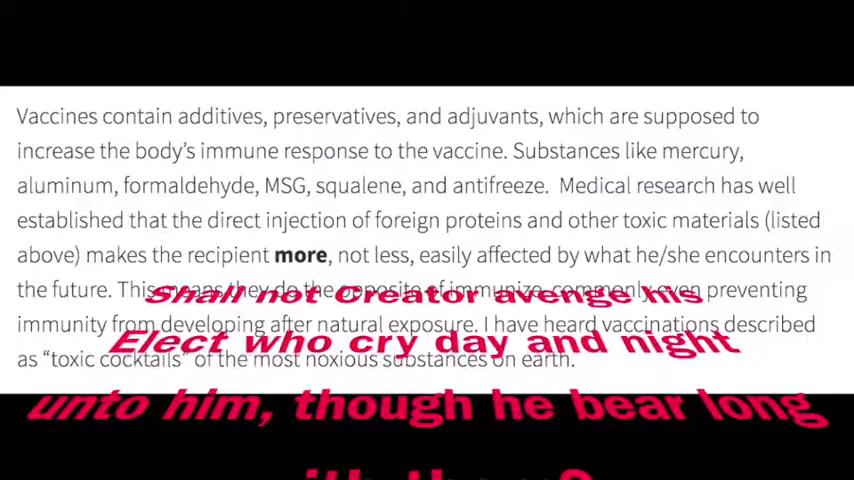 Vaccines contain additives, preservatives, and adjuvants, which are supposed to
increase the body's immune response to the vaccine. Substances like mercury,
aluminum, formaldehyde, MSG, squalene, and antifreeze. Medical research has well
established that the direct injection of foreign proteins and other toxic materials (listed
above) makes the recipient more, not less, easily affected by what he/she encounters in
the future. This means they do the opposite of immunize, commonly even preventing
immunity from developing after natural exposure. I have heard vaccinations described
as "toxic cocktails" of the most noxious substances on earth.
Shall not Creator avenge his
Elect who cry day and night
unto him, though he bear long